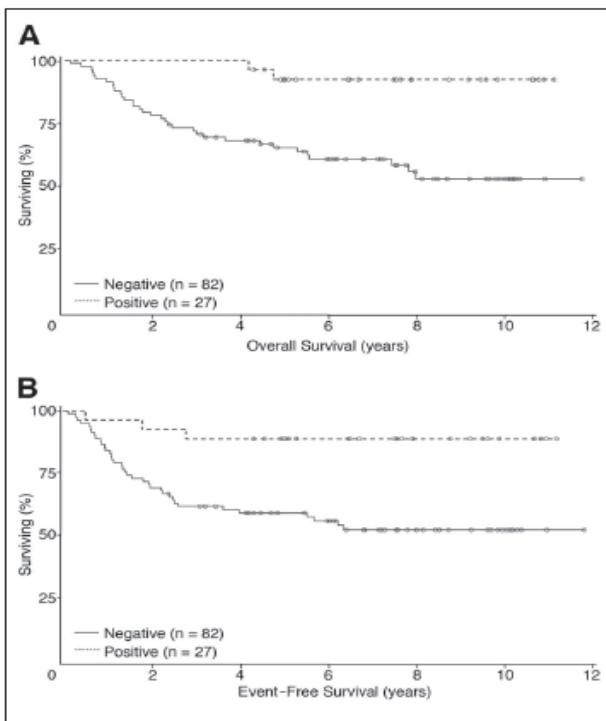 A
100
75
50
25
0
Surviving (%)
Negative (n = 82)
Positive (n = 27)
2 4 6 8 10 12
Overall Survival (years)
B
100
75
50
25
0
Surviving (%)
Negative (n = 82)
Positive (n = 27)
2 4 6 8 10 12
Event-Free Survival (years)